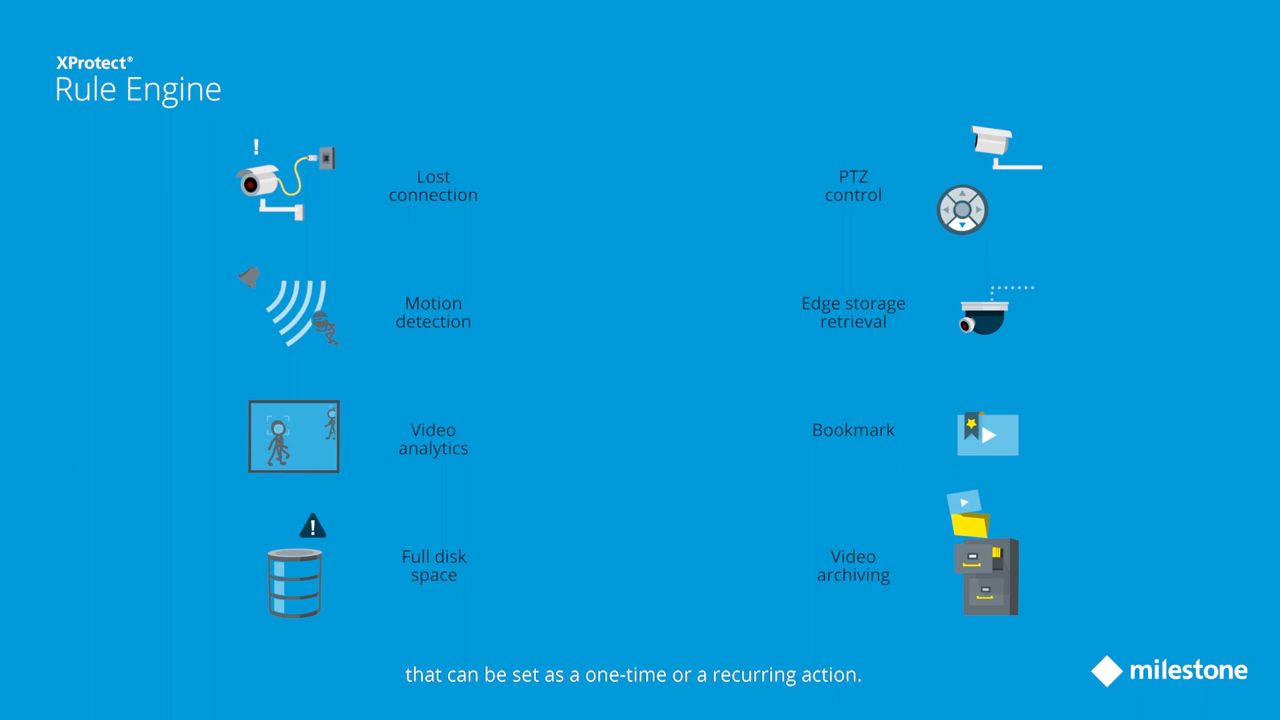 XProtect®
Rule Engine
!
Lost
connection
PTZ
control
Motion
detection
Edge storage
retrieval
Video
analytics
Bookmark
!
Full disk
space
Video
archiving
that can be set as a one-time or a recurring action.
milestone